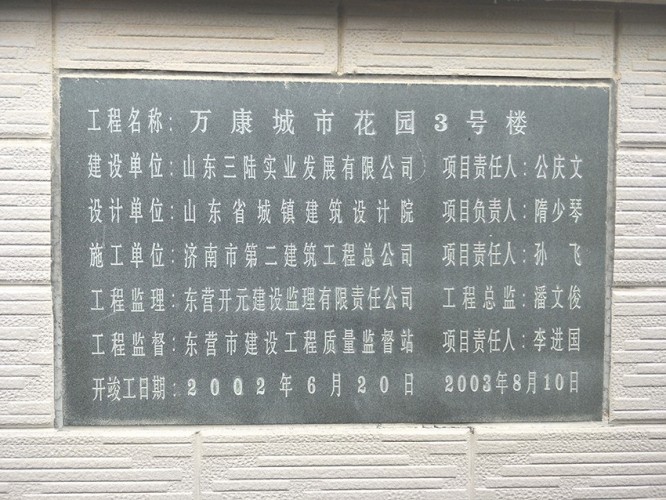 工程名称: 万康城市花园3号楼
建设单位: 山东三陆实业发展有限公司 项目责任人: 公庆文
设计单位: 山东省城镇建筑设计院 项目负责人: 隋少琴
施工单位: 济南市第二建筑工程总公司 项目责任人: 孙飞
工程监理: 东营开元建设监理有限责任公司 工程总监: 潘文俊
工程监督: 东营市建设工程质量监督站 项目责任人: 李进国
开竣工日期: 2002年6月20日 2003年8月10日